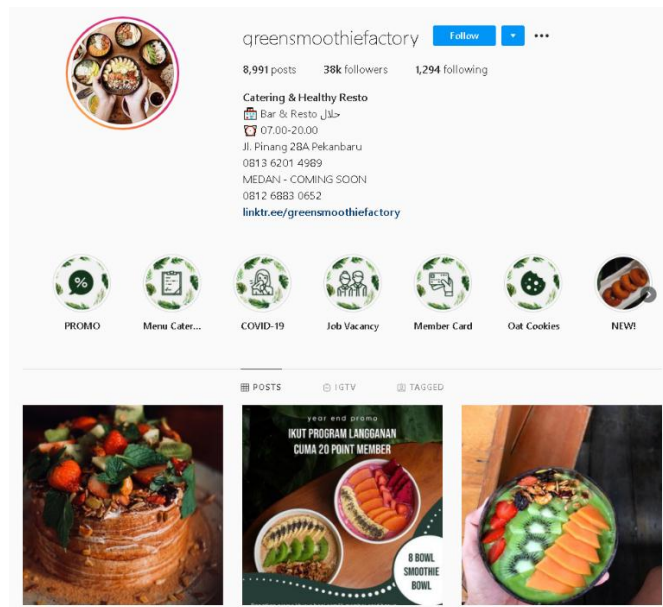 greensmoothiefactory Follow
8,991 posts 38k followers 1,294 following
Catering & Healthy Resto
Bar & Resto حلال
07.00-20.00
Jl. Pinang 28A Pekanbaru
0813 6201 4989
MEDAN - COMING SOON
0812 6883 0652
linktr.ee/greensmoothiefactory
%
PROMO Menu Cater... COVID-19 Job Vacancy Member Card Oat Cookies NEW!
POSTS IGTV TAGGED
year end promo
IKUT PROGRAM LANGGANAN
CUMA 20 POINT MEMBER
8 BOWL
SMOOTHIE
BOWL